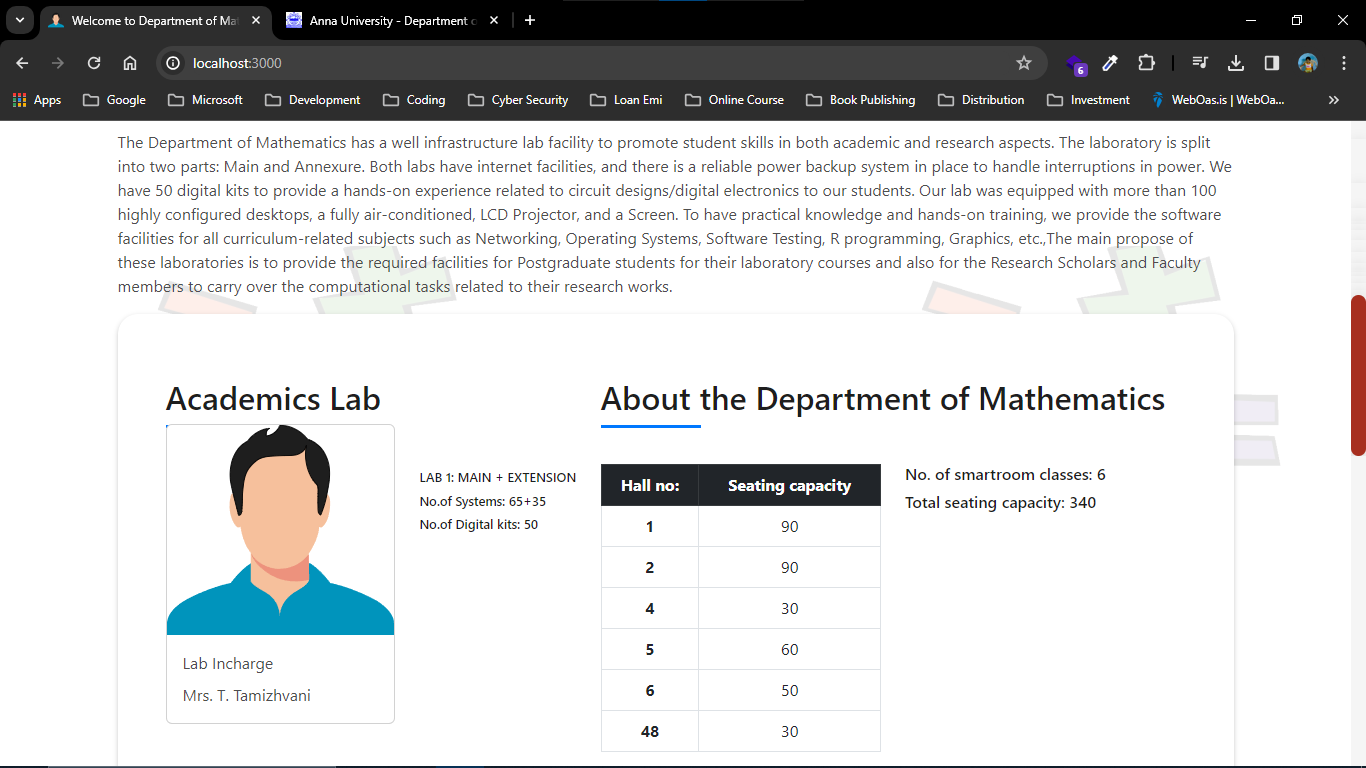 Welcome to Department of Mat
Anna University - Department o
localhost:3000
6
Apps
Google
Microsoft
Development
Coding
Cyber Security
Loan Emi
Online Course
Book Publishing
Distribution
Investment
WebOas.is | WebOa...
The Department of Mathematics has a well infrastructure lab facility to promote student skills in both academic and research aspects. The laboratory is split
into two parts: Main and Annexure. Both labs have internet facilities, and there is a reliable power backup system in place to handle interruptions in power. We
have 50 digital kits to provide a hands-on experience related to circuit designs/digital electronics to our students. Our lab was equipped with more than 100
highly configured desktops, a fully air-conditioned, LCD Projector, and a Screen. To have practical knowledge and hands-on training, we provide the software
facilities for all curriculum-related subjects such as Networking, Operating Systems, Software Testing, R programming, Graphics, etc.,The main propose of
these laboratories is to provide the required facilities for Postgraduate students for their laboratory courses and also for the Research Scholars and Faculty
members to carry over the computational tasks related to their research works.
Academics Lab
LAB 1: MAIN + EXTENSION
No.of Systems: 65+35
No.of Digital kits: 50
Lab Incharge
Mrs. T. Tamizhvani
About the Department of Mathematics
Hall no: Seating capacity
1 90
2 90
4 30
5 60
6 50
48 30
No. of smartroom classes: 6
Total seating capacity: 340